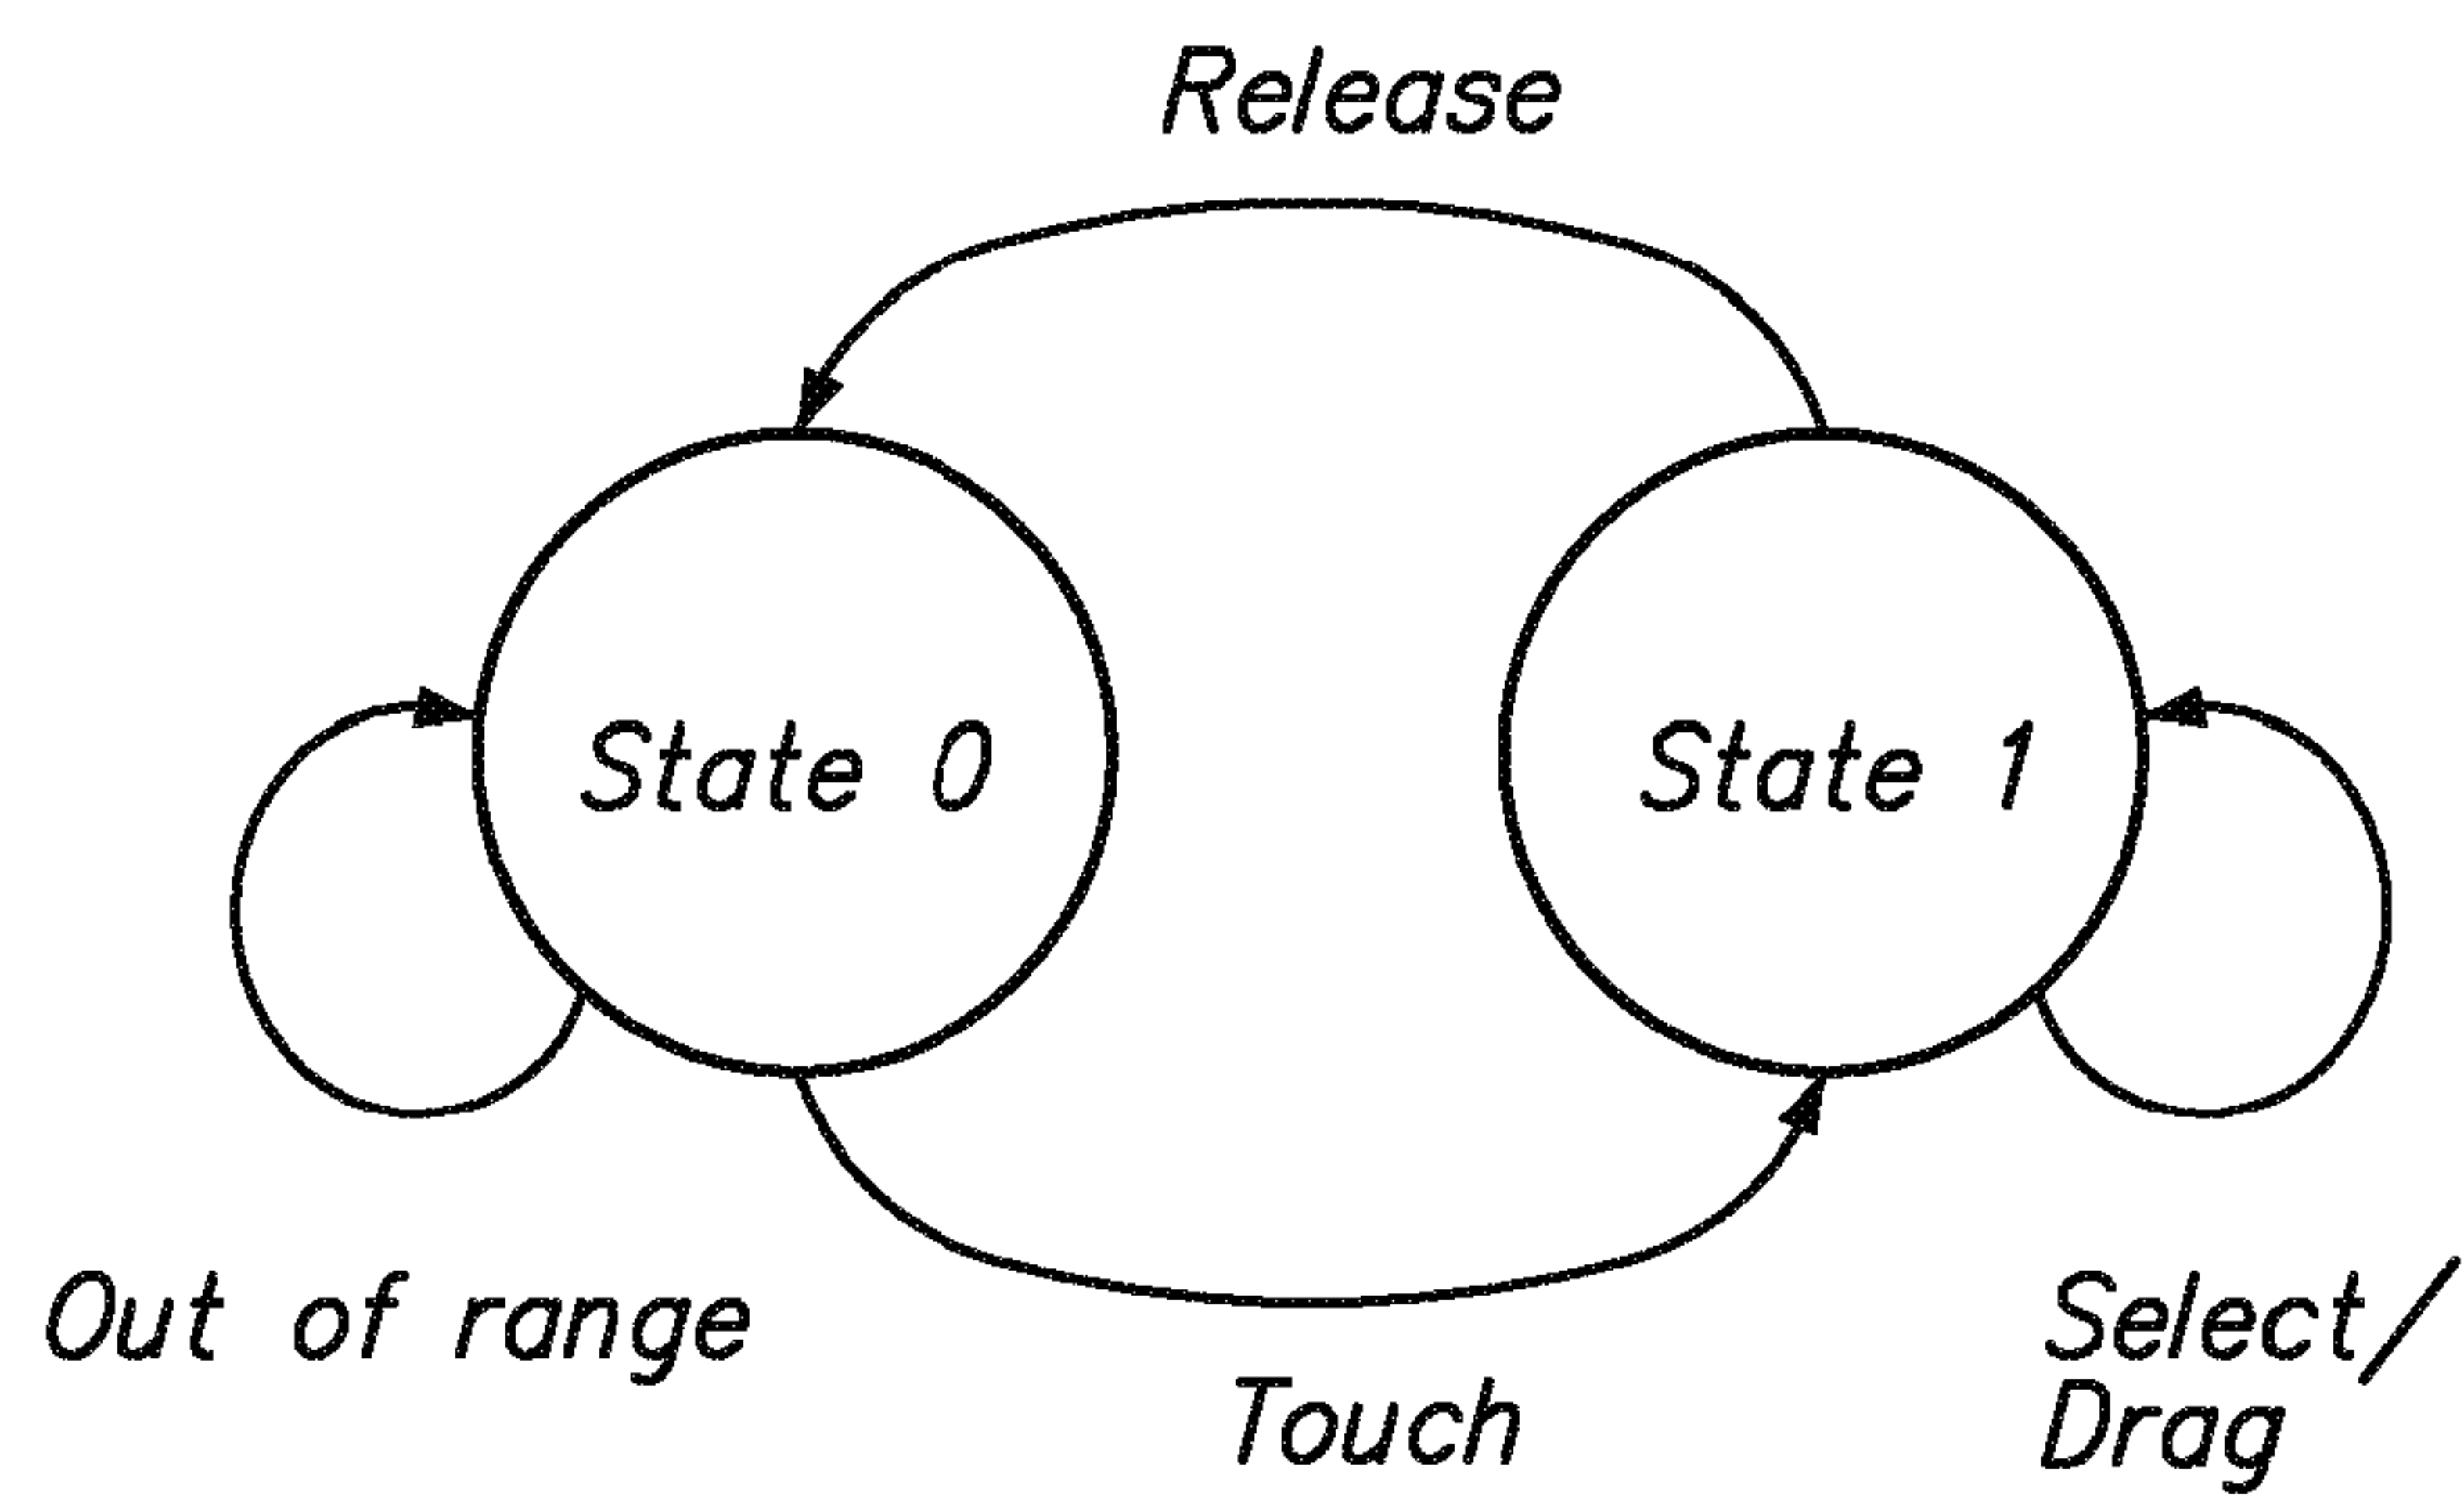 Release
State 0
State 1
Out of range
Select/
Drag
Touch